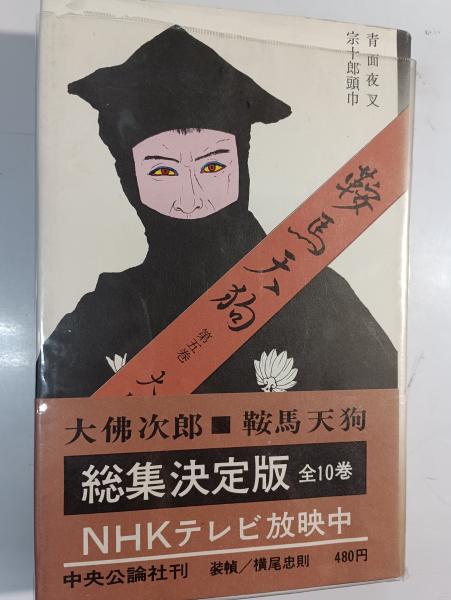 青面夜叉
宗十郎頭巾
鞍馬天狗
第五巻
大
大佛次郎■鞍馬天狗
総集決定版 全10巻
NHKテレビ放映中
中央公論社刊 装幀／横尾忠則 480円